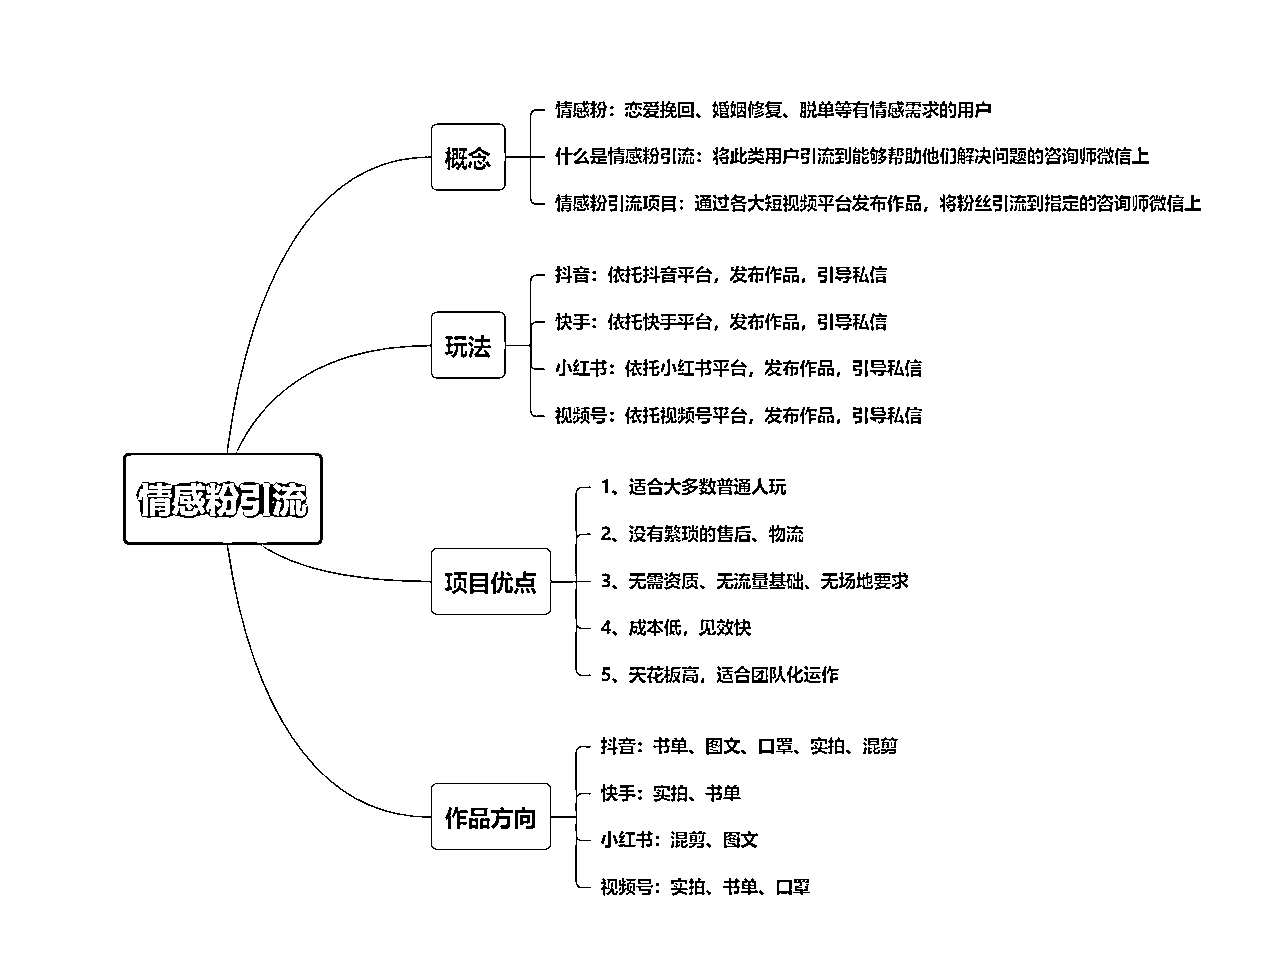 情感粉引流
概念
情感粉：恋爱挽回、婚姻修复、脱单等有情感需求的用户
什么是情感粉引流：将此类用户引流到能够帮助他们解决问题的咨询师微信上
情感粉引流项目：通过各大短视频平台发布作品，将粉丝引流到指定的咨询师微信上
玩法
抖音：依托抖音平台，发布作品，引导私信
快手：依托快手平台，发布作品，引导私信
小红书：依托小红书平台，发布作品，引导私信
视频号：依托视频号平台，发布作品，引导私信
项目优点
1、适合大多数普通人玩
2、没有繁琐的售后、物流
3、无需资质、无流量基础、无场地要求
4、成本低，见效快
5、天花板高，适合团队化运作
作品方向
抖音：书单、图文、口罩、实拍、混剪
快手：实拍、书单
小红书：混剪、图文
视频号：实拍、书单、口罩